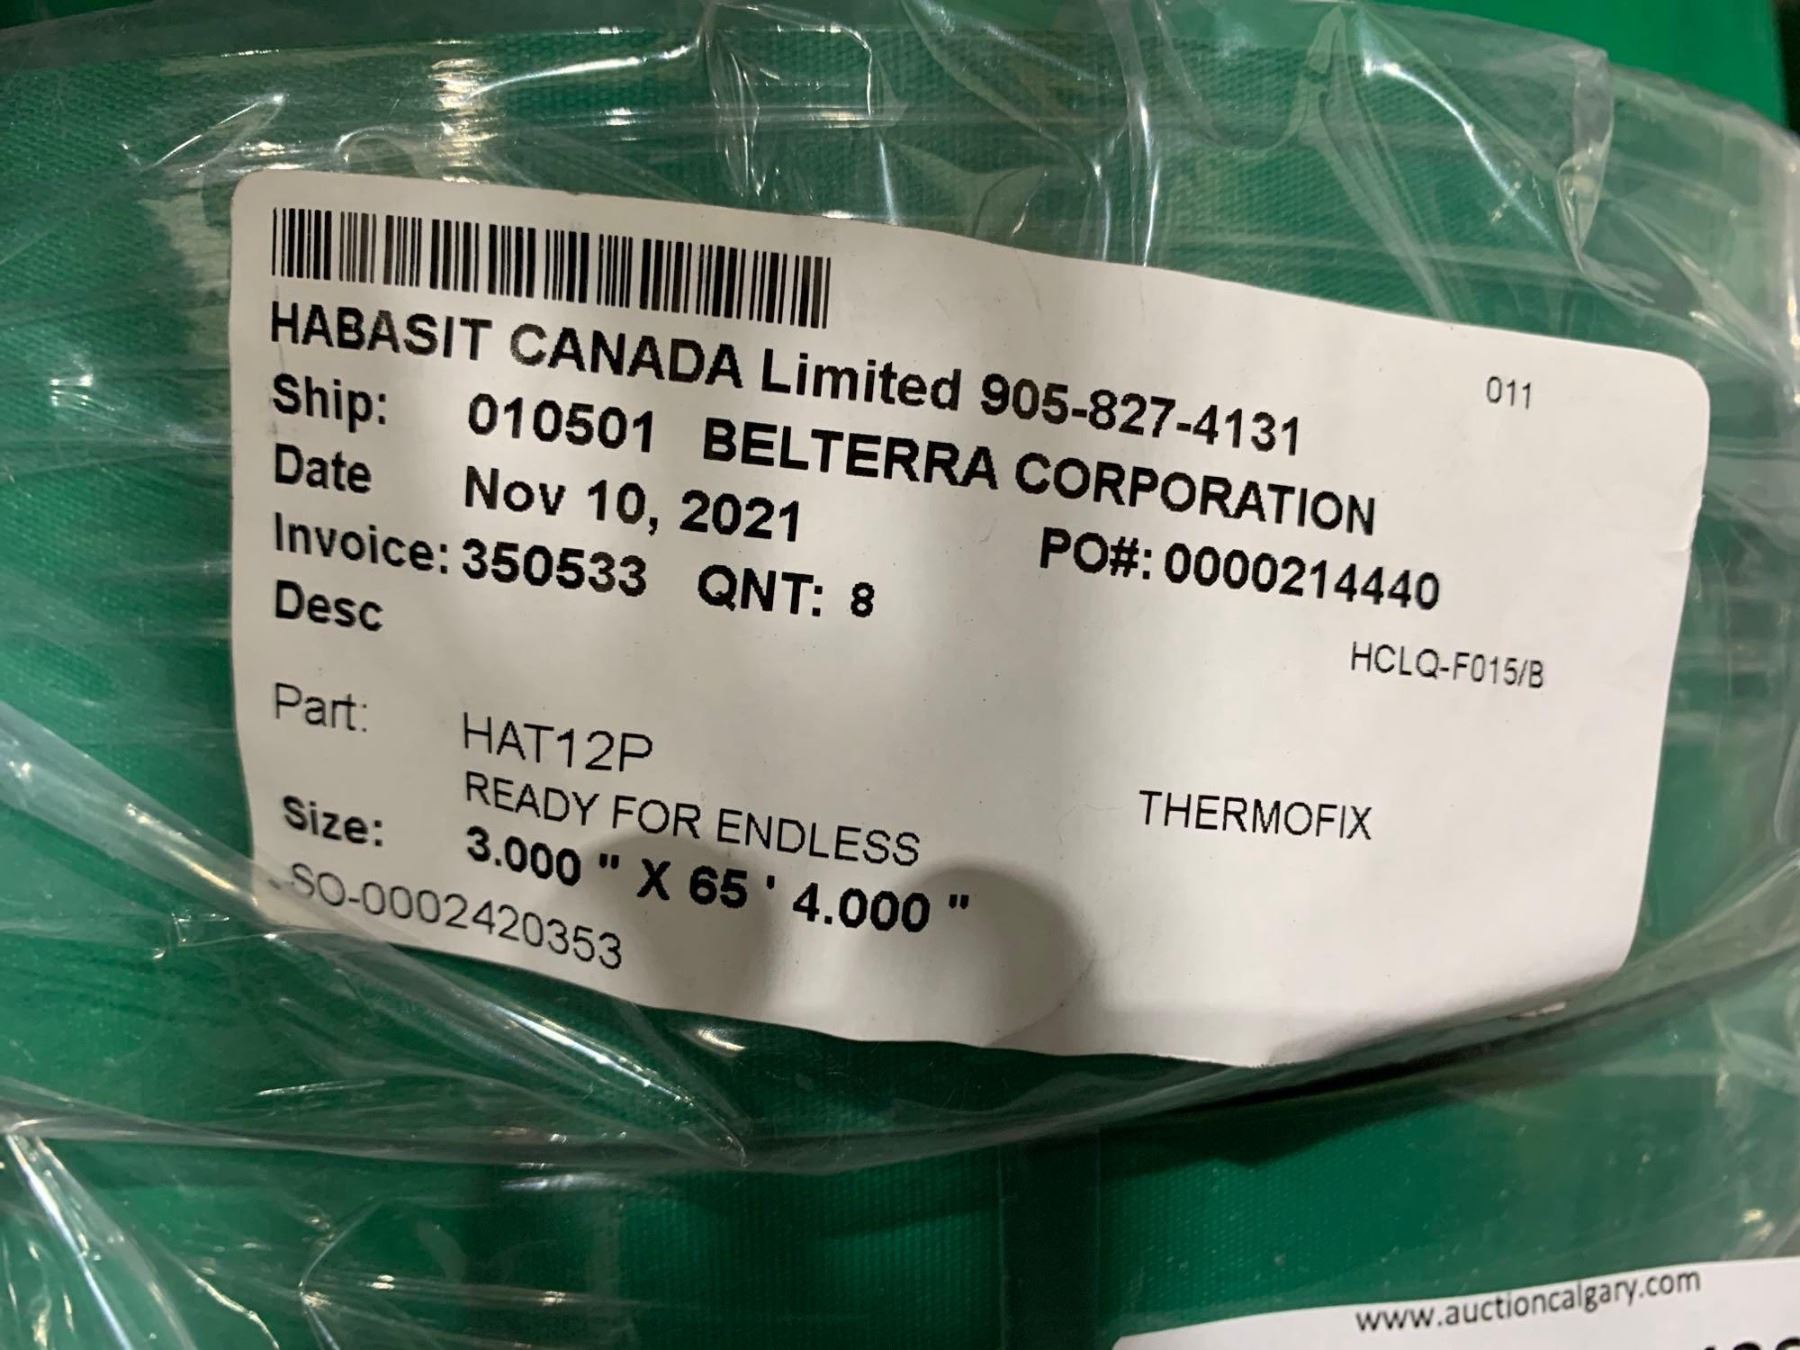 HABASIT CANADA Limited 905-827-4131
011
Ship: 010501 BELTERRA CORPORATION
Date Nov 10, 2021
PO#: 0000214440
Invoice: 350533 QNT: 8
Desc
HCLQ-F015/B
Part: HAT12P
READY FOR ENDLESS
THERMOFIX
Size: 3.000 " X 65 ' 4.000 "
SO-0002420353
www.auctioncalgary.com